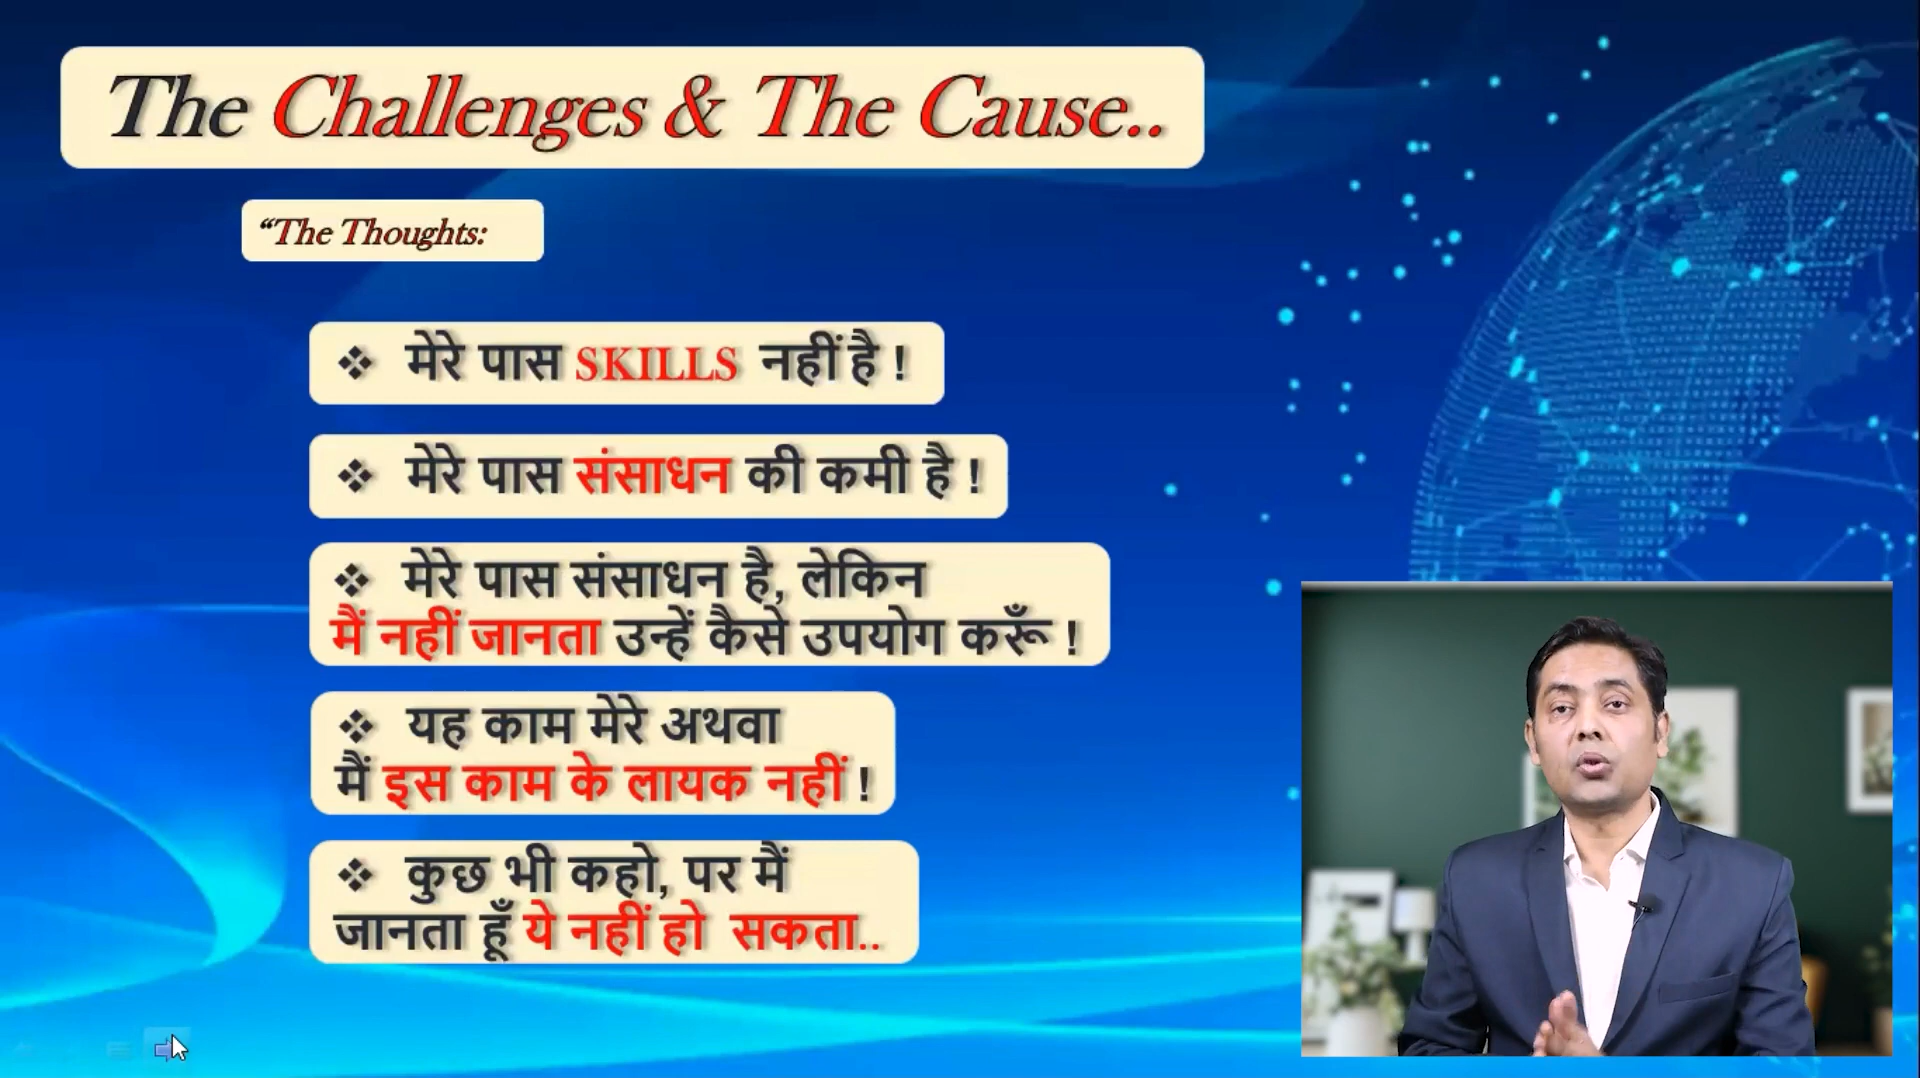 The Challenges & The Cause..
“The Thoughts:
❖ मेरे पास SKILLS नहीं है !
❖ मेरे पास संसाधन की कमी है !
❖ मेरे पास संसाधन है, लेकिन
मैं नहीं जानता उन्हें कैसे उपयोग करूँ !
❖ यह काम मेरे अथवा
मैं इस काम के लायक नहीं !
❖ कुछ भी कहो, पर मैं
जानता हूँ ये नहीं हो सकता..